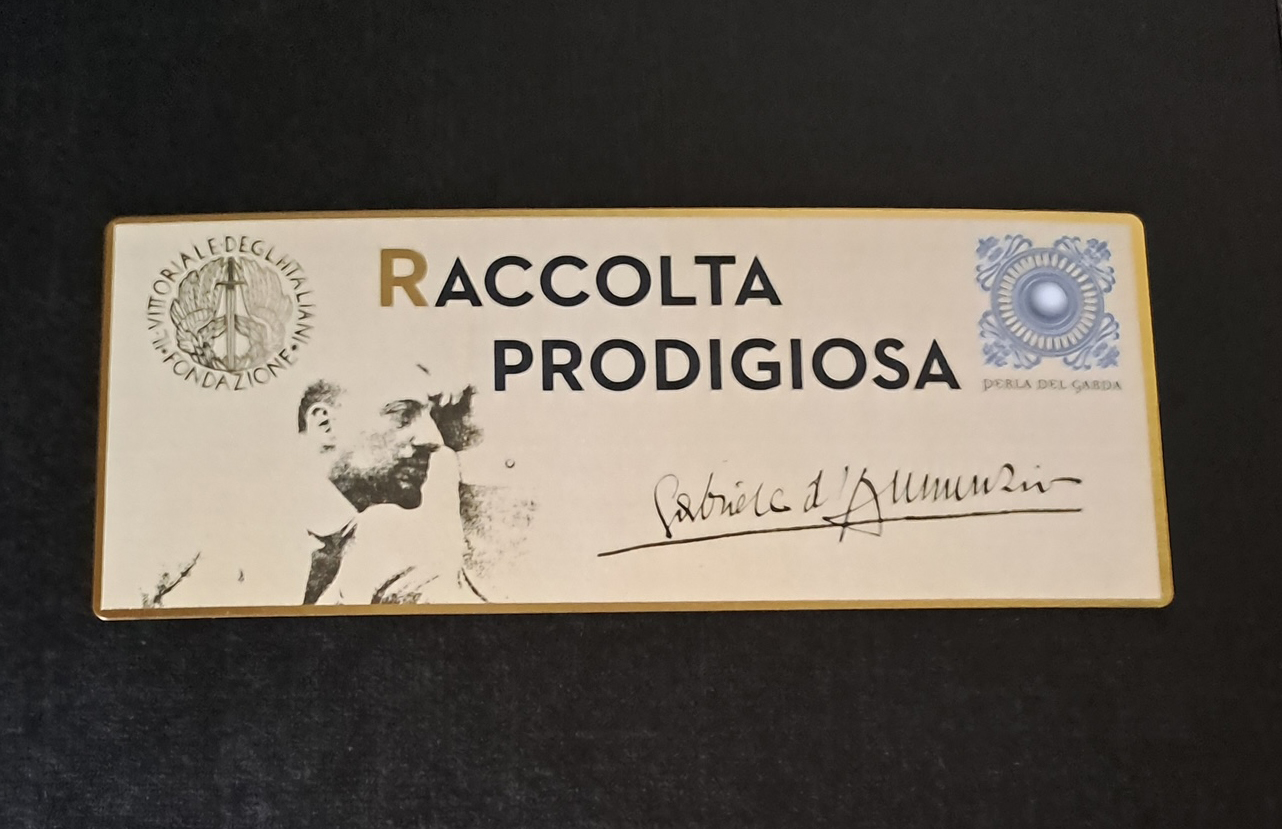 IL VITTORIALE DEGLI ITALIANI • FONDAZIONE •
RACCOLTA
PRODIGIOSA
PERLA DEL GARDA
Gabriele d'Annunzio